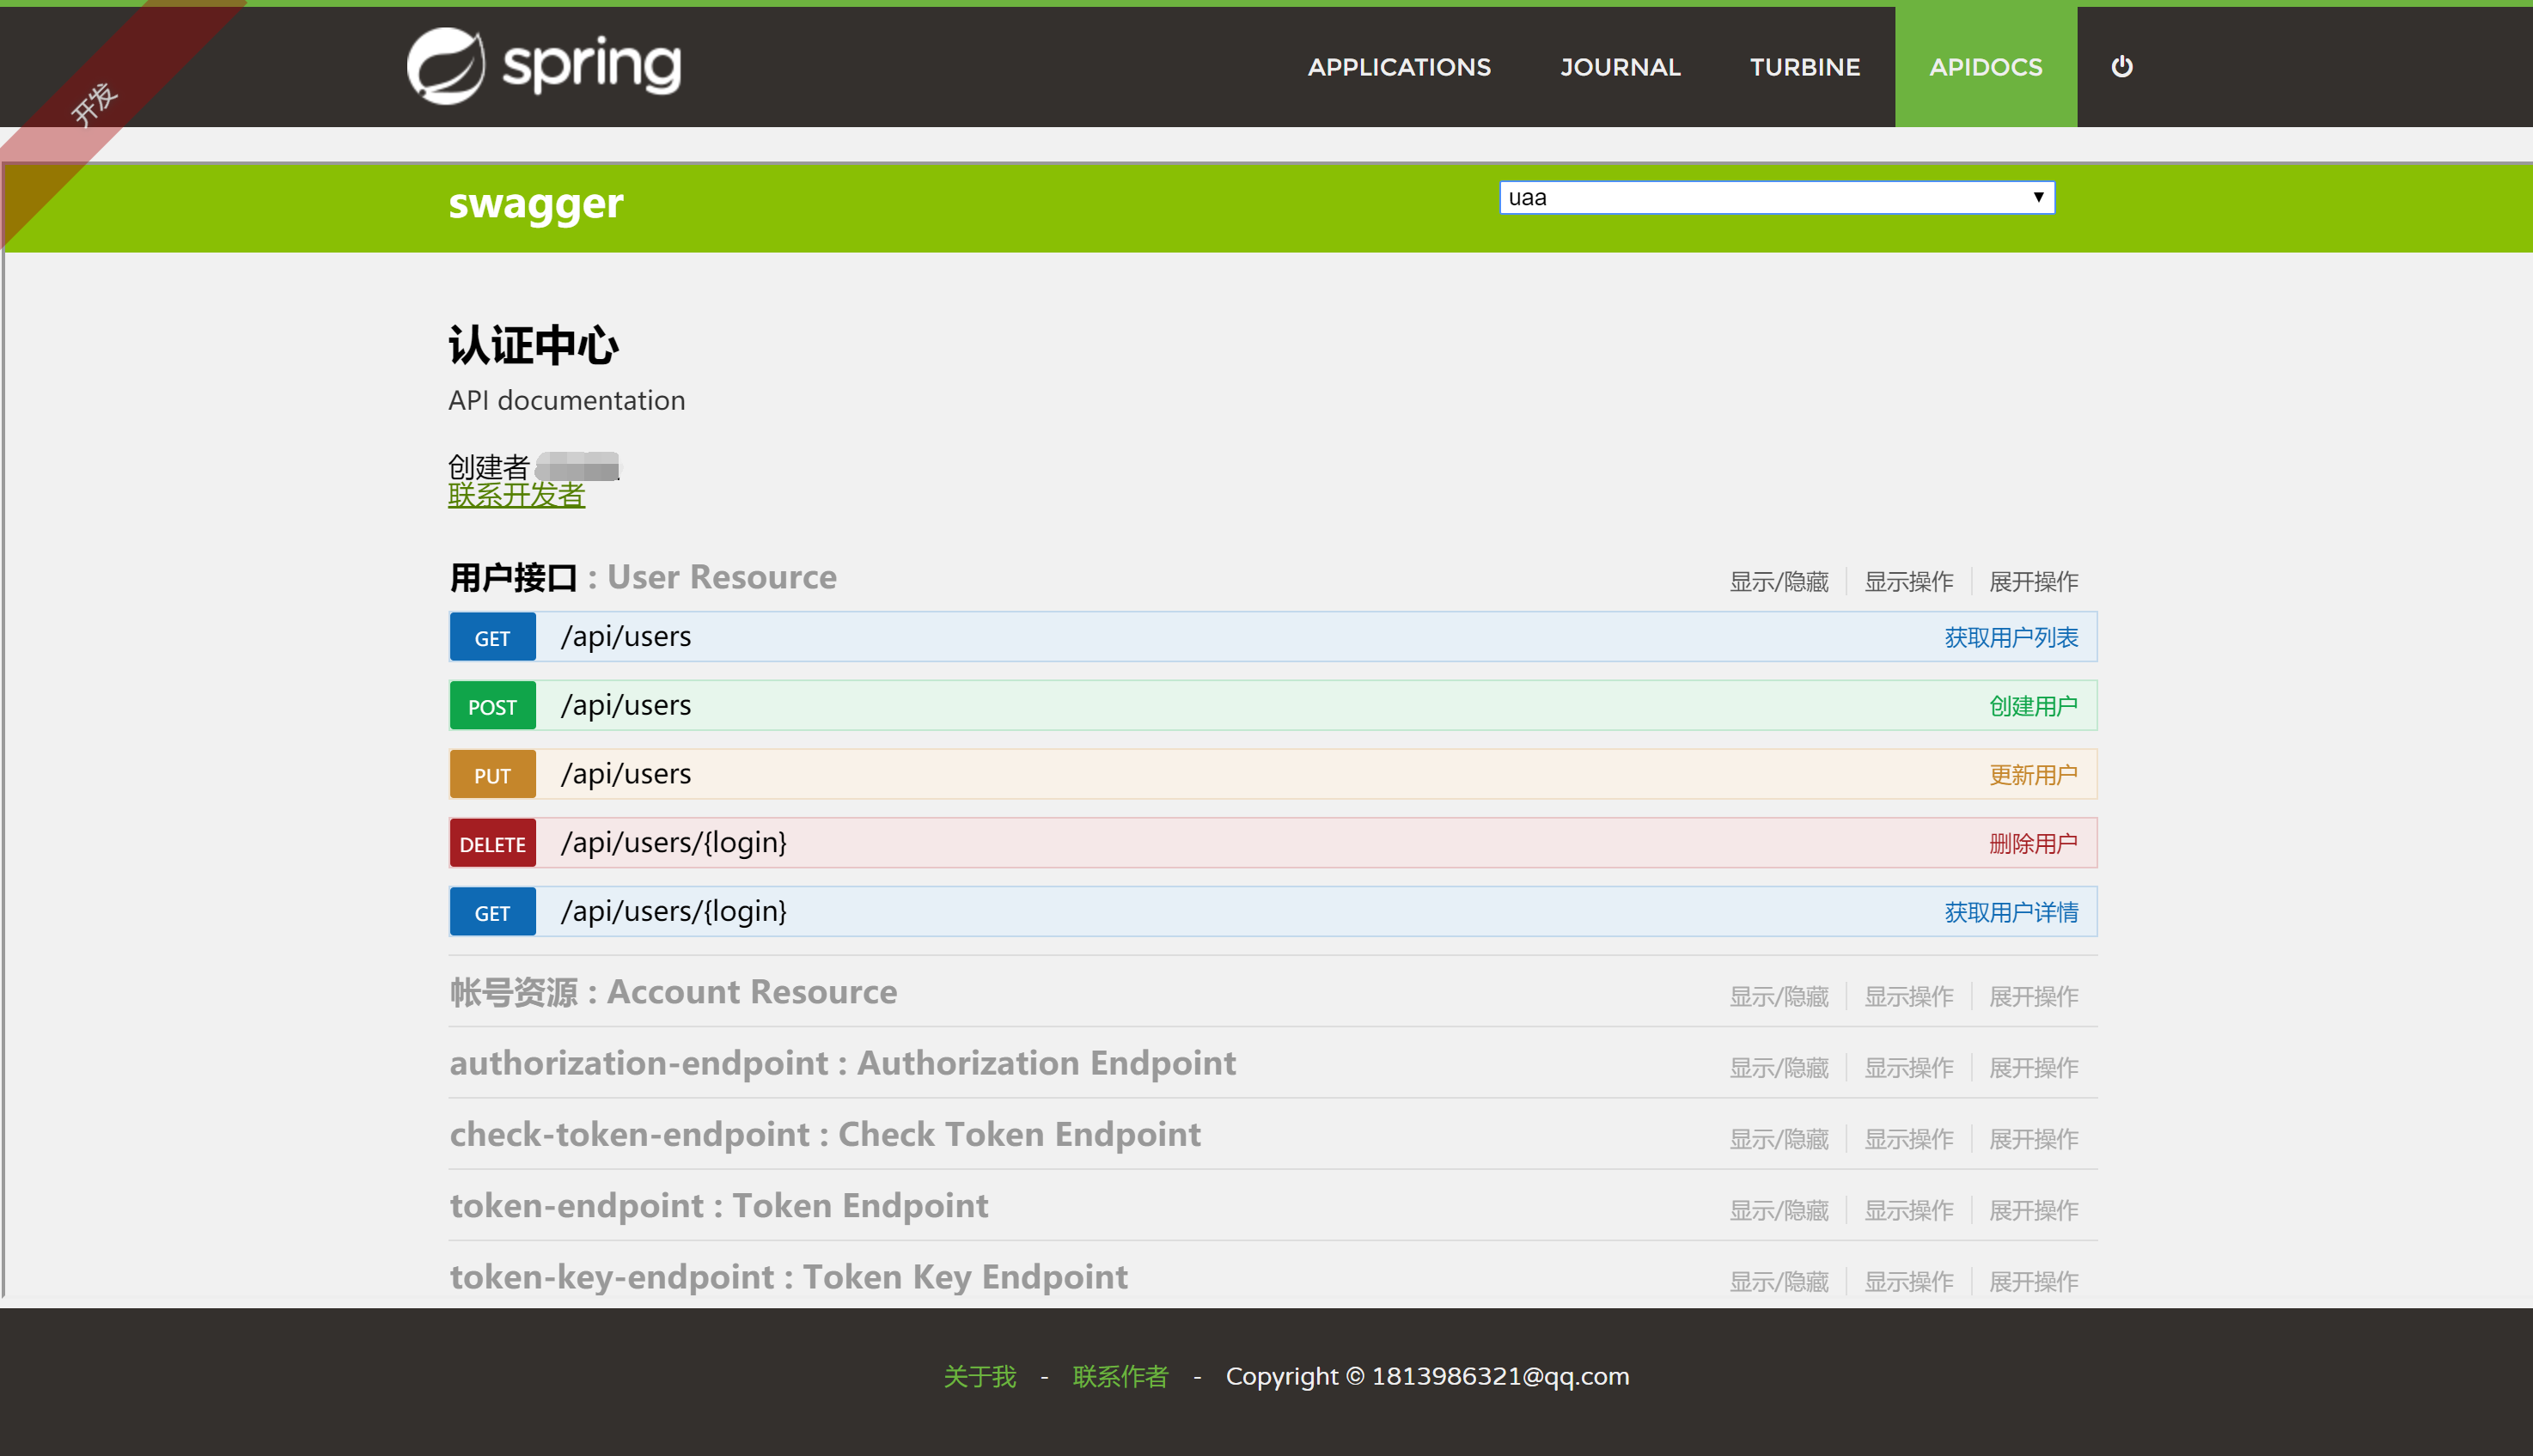 开发
spring
APPLICATIONS JOURNAL TURBINE APIDOCS
swagger
uaa
认证中心
API documentation
创建者
联系开发者
用户接口 : User Resource 显示/隐藏 显示操作 展开操作
GET /api/users 获取用户列表
POST /api/users 创建用户
PUT /api/users 更新用户
DELETE /api/users/{login} 删除用户
GET /api/users/{login} 获取用户详情
帐号资源 : Account Resource 显示/隐藏 显示操作 展开操作
authorization-endpoint : Authorization Endpoint 显示/隐藏 显示操作 展开操作
check-token-endpoint : Check Token Endpoint 显示/隐藏 显示操作 展开操作
token-endpoint : Token Endpoint 显示/隐藏 显示操作 展开操作
token-key-endpoint : Token Key Endpoint 显示/隐藏 显示操作 展开操作
关于我 - 联系作者 - Copyright © 1813986321@qq.com